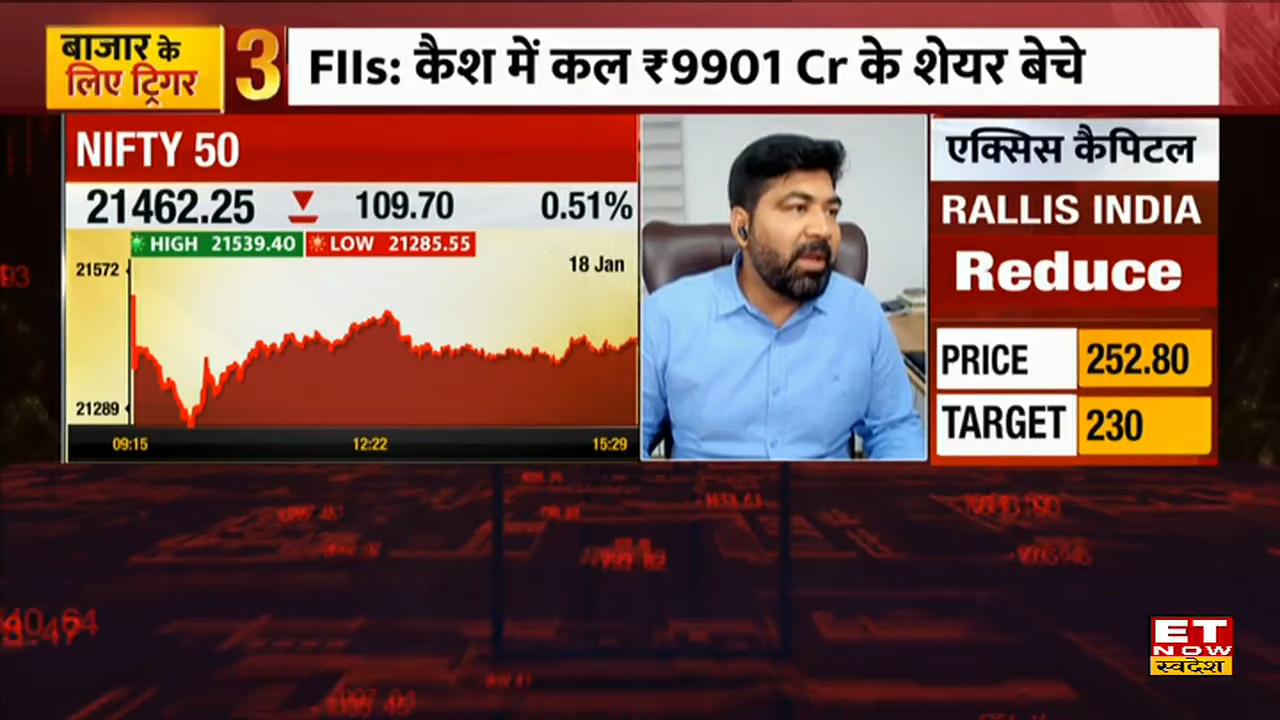 बाजार के
लिए ट्रिगर
3
FIIs: कैश में कल ₹9901 Cr के शेयर बेचे
NIFTY 50
21462.25 109.70 0.51%
HIGH 21539.40 LOW 21285.55
18 Jan
21572
21289
09:15 12:22 15:29
एक्सिस कैपिटल
RALLIS INDIA
Reduce
PRICE 252.80
TARGET 230
ET
NOW
स्वदेश